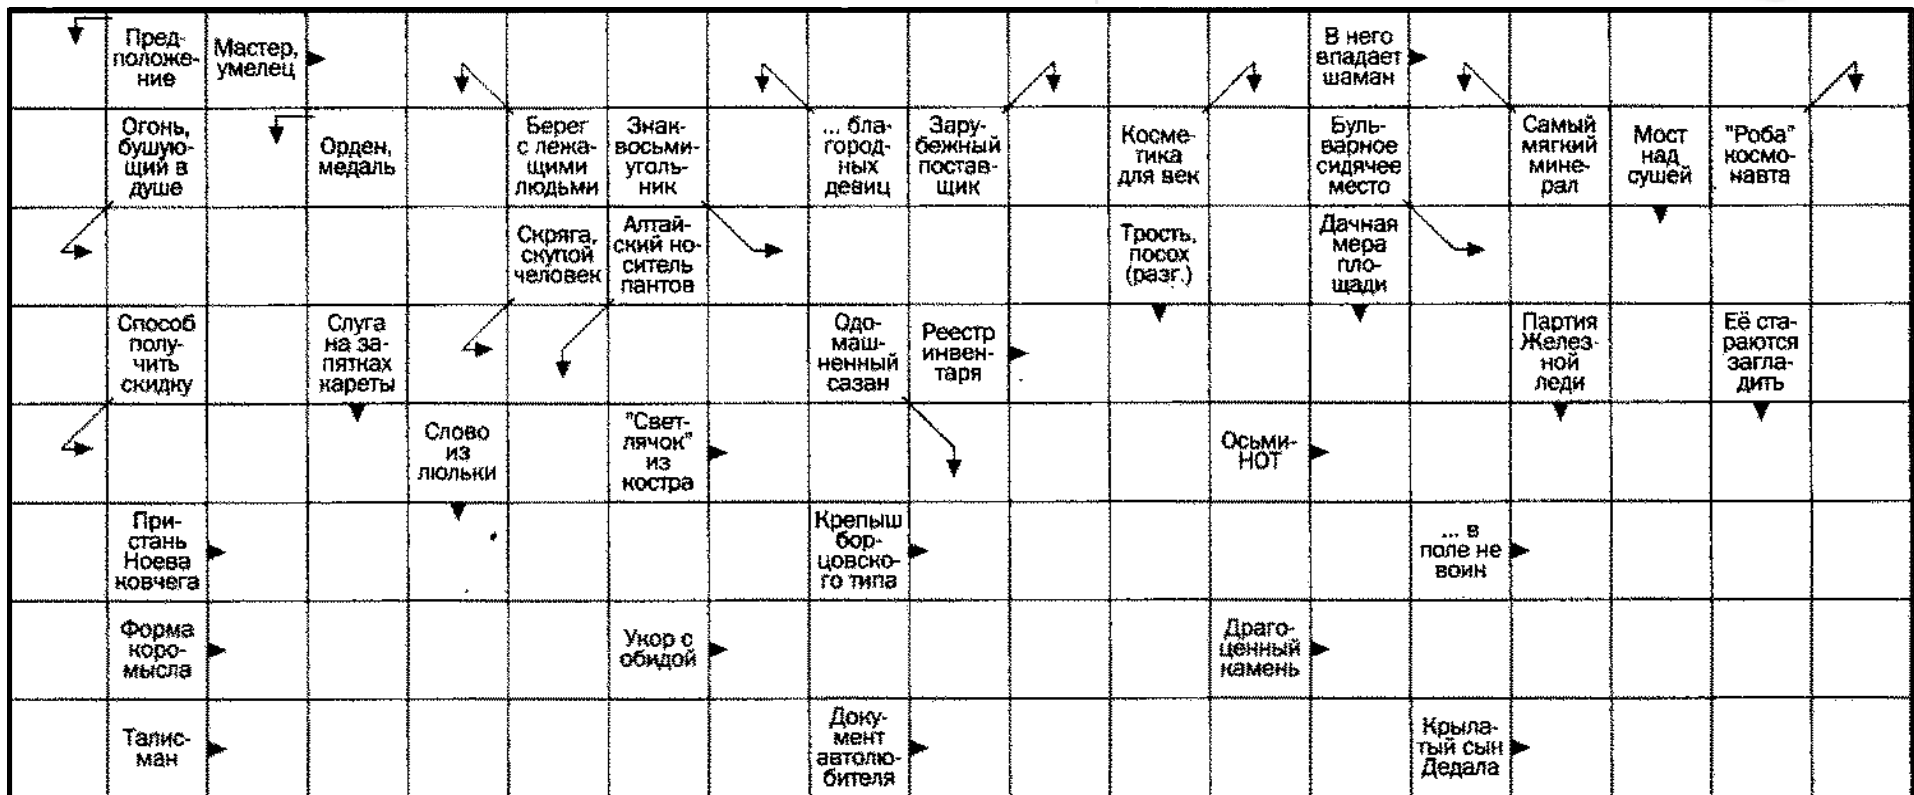 Пред-
положе-
ние
Мастер,
умелец
В него
впадает
шаман
Огонь,
бушую-
щий в
душе
Орден,
медаль
Берег
с лежа-
щими
людьми
Знак-
восьми-
уголь-
ник
... бла-
город-
ных
девиц
Зару-
бежный
постав-
щик
Косме-
тика
для век
Буль-
варное
сидячее
место
Самый
мягкий
мине-
рал
Мост
над
сушей
"Роба"
космо-
навта
Скряга,
скупой
человек
Алтай-
ский но-
ситель
пантов
Трость,
посох
(разг.)
Дачная
мера
пло-
щади
Способ
полу-
чить
скидку
Слуга
на за-
пятках
кареты
Одо-
маш-
ненный
сазан
Реестр
инвен-
таря
Партия
Желез-
ной
леди
Её ста-
раются
загла-
дить
Слово
из
люльки
"Свет-
лячок"
из
костра
Осьми-
НОТ
При-
стань
Ноева
ковчега
Крепыш
бор-
цовско-
го типа
... в
поле не
воин
Форма
коро-
мысла
Укор с
обидой
Драго-
ценный
камень
Талис-
ман
Доку-
мент
автолю-
бителя
Крыла-
тый сын
Дедала